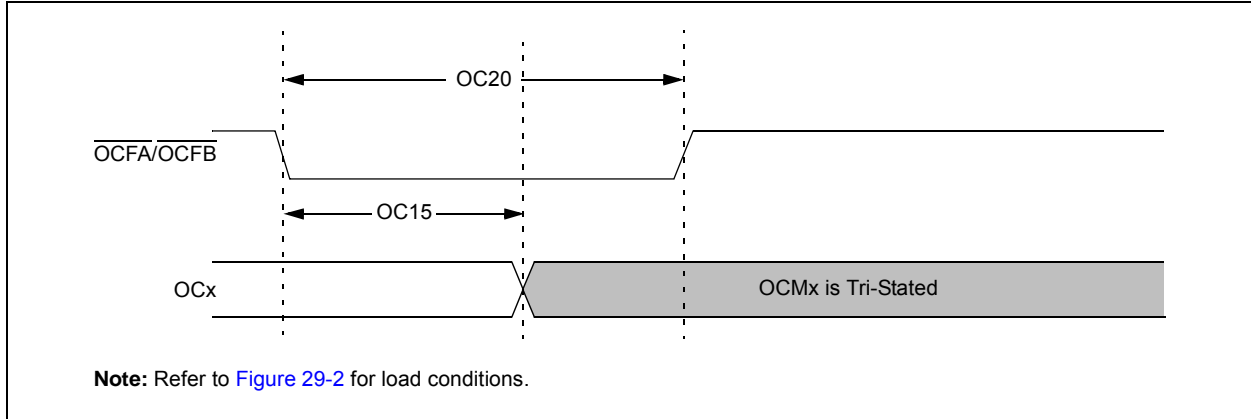 OC20
OCFA/OCFB
OC15
OCx
OCMx is Tri-Stated
Note: Refer to Figure 29-2 for load conditions.